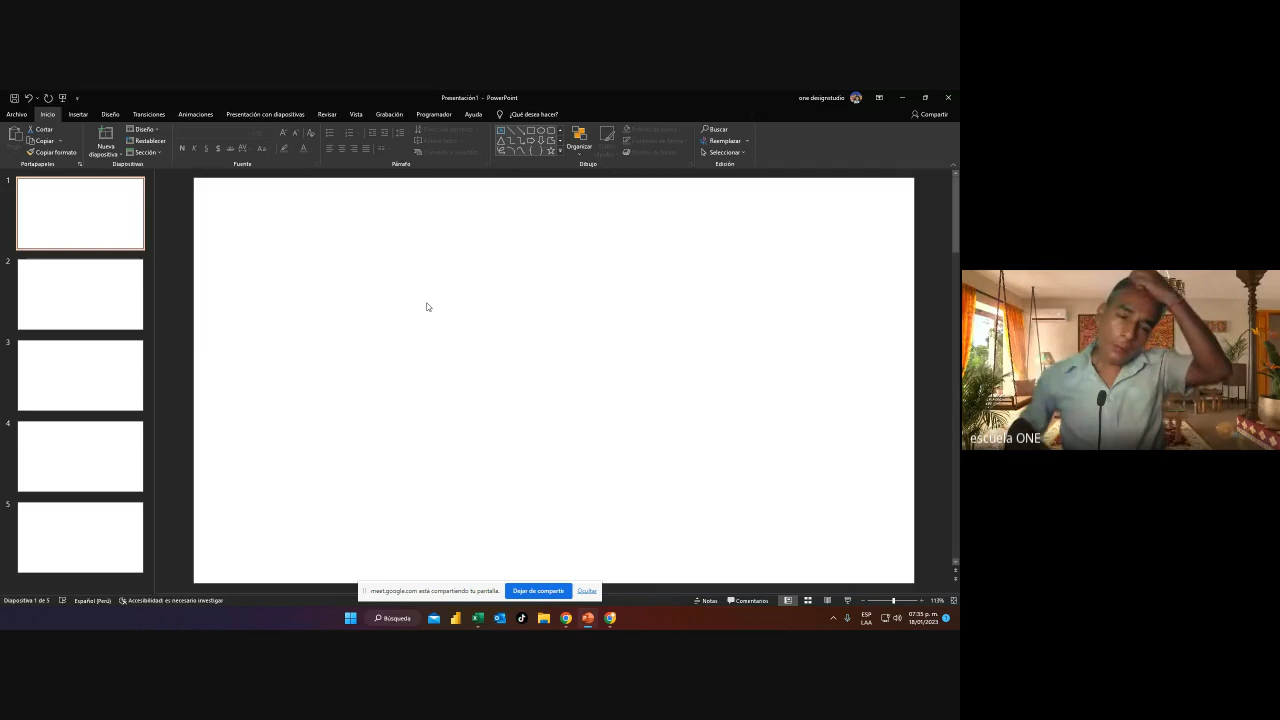 Presentación1 - PowerPoint
one designstudio
Archivo Inicio Insertar Diseño Transiciones Animaciones Presentación con diapositivas Revisar Vista Grabación Programador Ayuda ¿Qué desea hacer? Compartir
Cortar
Copiar
Copiar formato
Portapapeles
Nueva diapositiva
Diseño
Restablecer
Sección
Diapositivas
N K S S ab AV Aa A
Fuente
Párrafo
Organizar
Dibujo
Buscar
Reemplazar
Seleccionar
Edición
1
2
3
4
5
escuela ONE
meet.google.com está compartiendo tu pantalla.
Dejar de compartir
Ocultar
Diapositiva 1 de 5 Español (Perú) Accesibilidad: es necesario investigar
Notas Comentarios 113%
Búsqueda
ESP
LAA
07:35 p. m.
18/01/2023
1